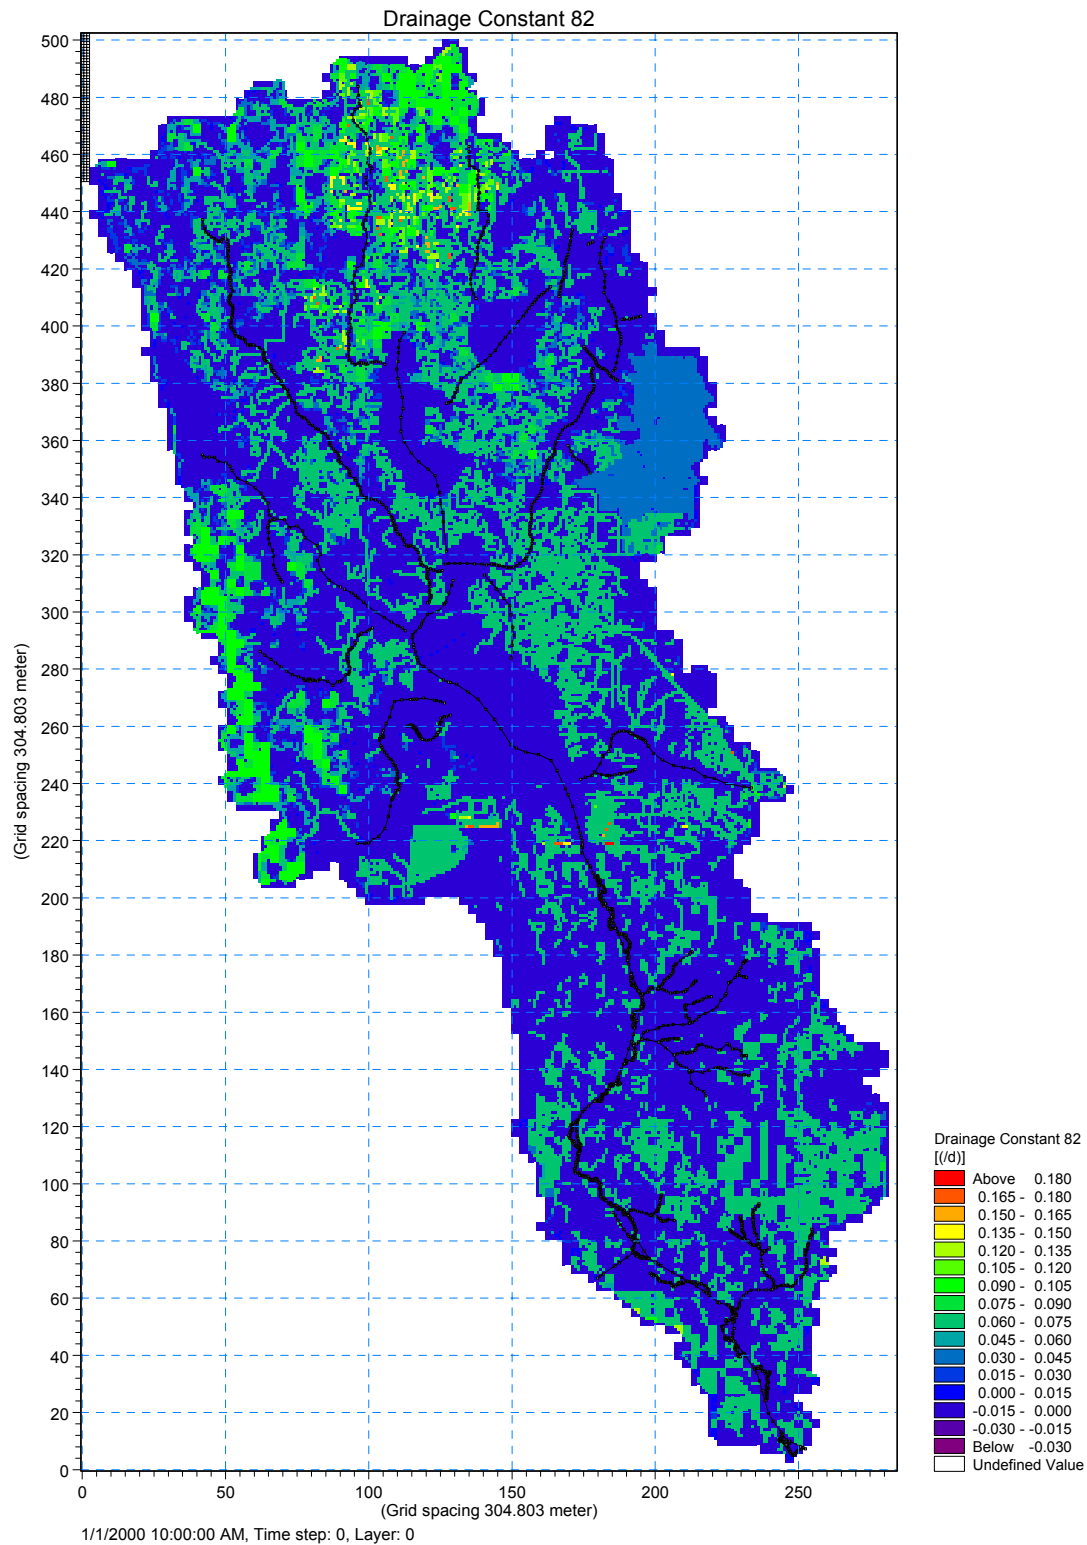 Drainage Constant 82
500
480
460
440
420
400
380
360
340
320
300
280
260
240
220
200
180
160
140
120
100
80
60
40
20
0
(Grid spacing 304.803 meter)
0 50 100 150 200 250
(Grid spacing 304.803 meter)
1/1/2000 10:00:00 AM, Time step: 0, Layer: 0
Drainage Constant 82
[(/d)]
Above 0.180
0.165 - 0.180
0.150 - 0.165
0.135 - 0.150
0.120 - 0.135
0.105 - 0.120
0.090 - 0.105
0.075 - 0.090
0.060 - 0.075
0.045 - 0.060
0.030 - 0.045
0.015 - 0.030
0.000 - 0.015
-0.015 - 0.000
-0.030 - -0.015
Below -0.030
Undefined Value